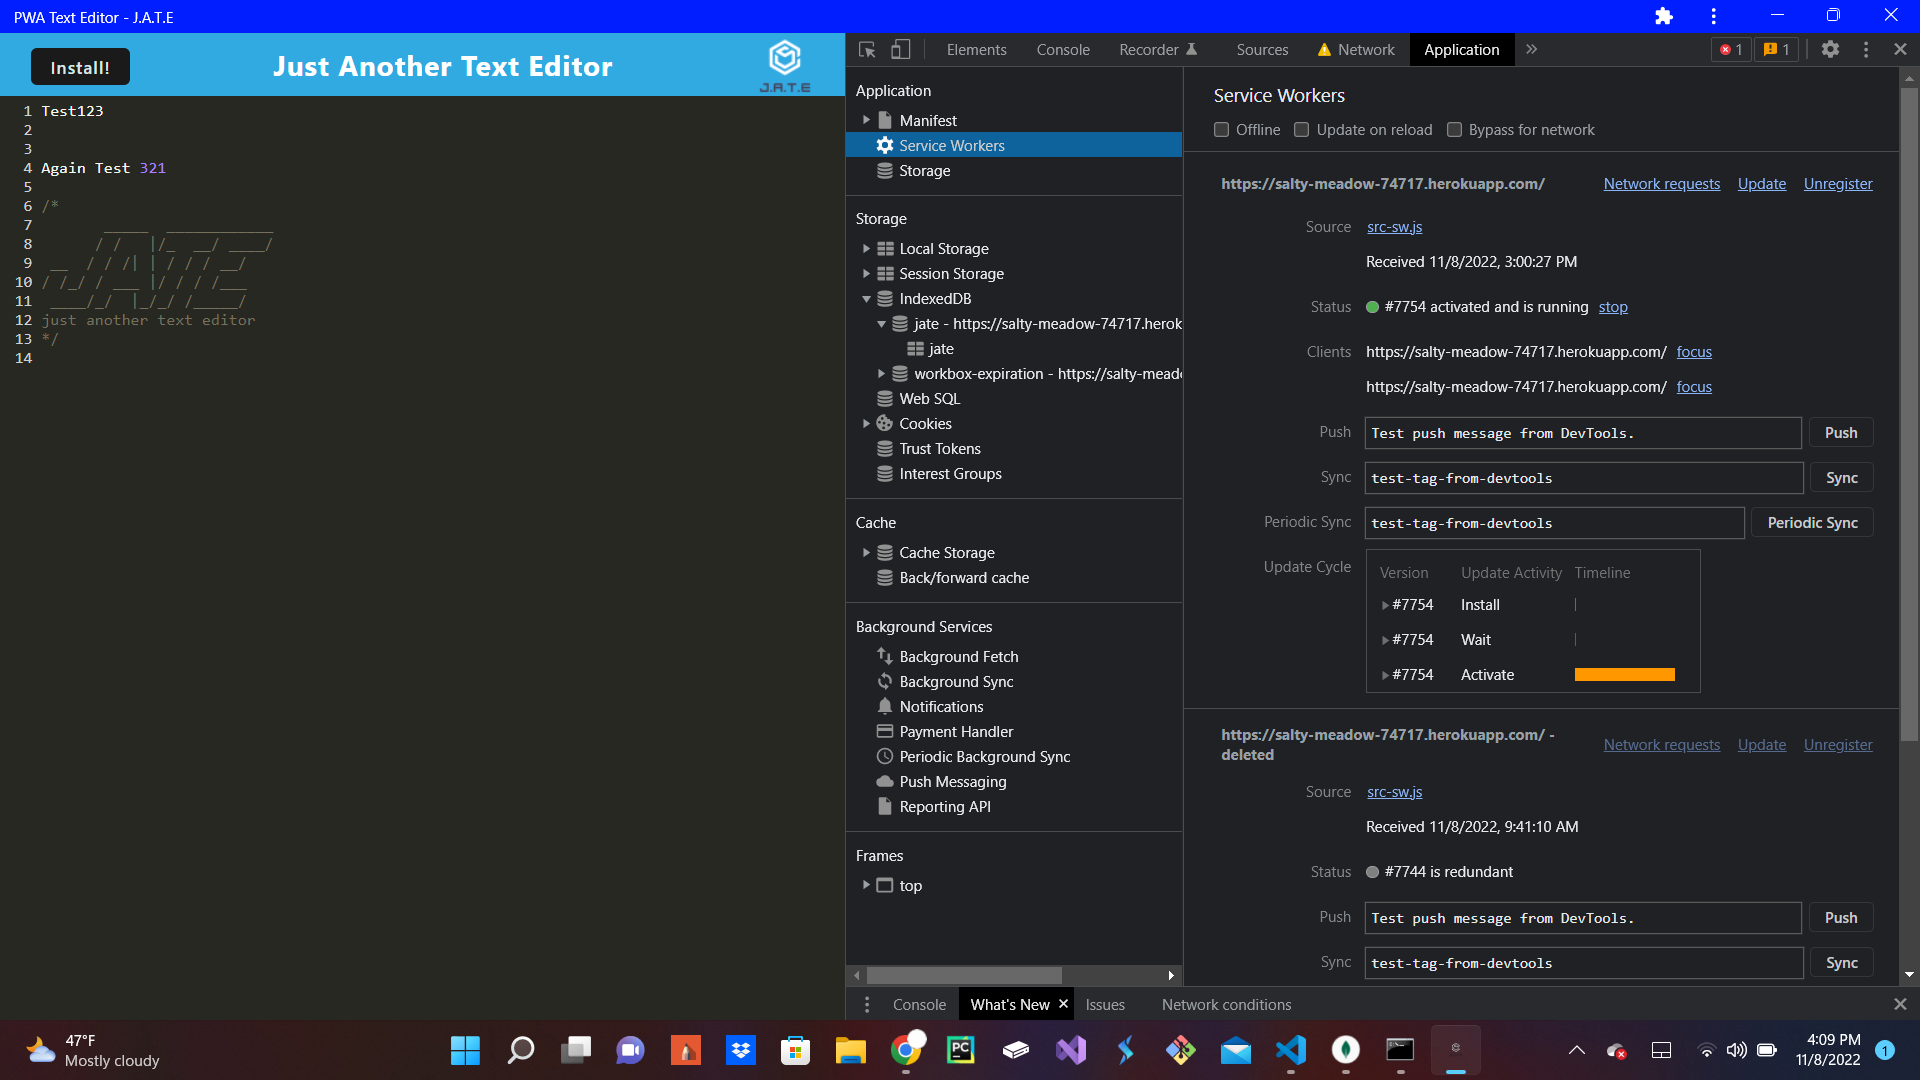 PWA Text Editor - J.A.T.E
Install!
Just Another Text Editor
J.A.T.E
1 Test123
2
3
4 Again Test 321
5
6 /*
7      _____  ____________
8      / /   |/_  __/ ____/
9  __  / / /| | / / / __/
10 / /_/ / ___ |/ / / /___
11  ____/_/  |_/_/ /_____/
12 just another text editor
13 */
14
Elements
Console
Recorder
Sources
Network
Application
1
1
Application
Manifest
Service Workers
Storage
Storage
Local Storage
Session Storage
IndexedDB
jate - https://salty-meadow-74717.herok
jate
workbox-expiration - https://salty-mead
Web SQL
Cookies
Trust Tokens
Interest Groups
Cache
Cache Storage
Back/forward cache
Background Services
Background Fetch
Background Sync
Notifications
Payment Handler
Periodic Background Sync
Push Messaging
Reporting API
Frames
top
Service Workers
Offline Update on reload Bypass for network
https://salty-meadow-74717.herokuapp.com/ Network requests Update Unregister
Source src-sw.js
Received 11/8/2022, 3:00:27 PM
Status #7754 activated and is running stop
Clients https://salty-meadow-74717.herokuapp.com/ focus
https://salty-meadow-74717.herokuapp.com/ focus
Push Test push message from DevTools. Push
Sync test-tag-from-devtools Sync
Periodic Sync test-tag-from-devtools Periodic Sync
Update Cycle Version Update Activity Timeline
#7754 Install
#7754 Wait
#7754 Activate
https://salty-meadow-74717.herokuapp.com/ - Network requests Update Unregister
deleted
Source src-sw.js
Received 11/8/2022, 9:41:10 AM
Status #7744 is redundant
Push Test push message from DevTools. Push
Sync test-tag-from-devtools Sync
Console What's New Issues Network conditions
47°F
Mostly cloudy
PC
4:09 PM
11/8/2022
1